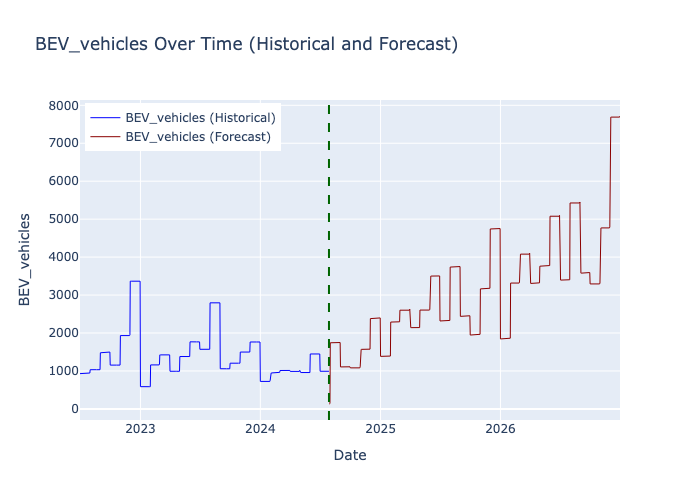 BEV_vehicles Over Time (Historical and Forecast)
BEV_vehicles (Historical)
BEV_vehicles (Forecast)
8000
7000
6000
5000
4000
3000
2000
1000
0
BEV_vehicles
2023
2024
2025
2026
Date